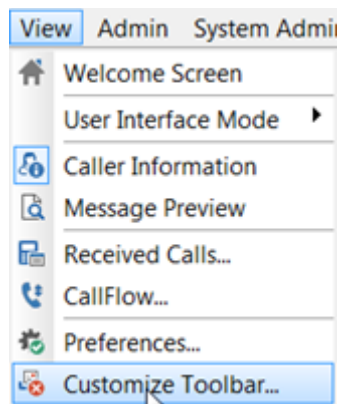 View Admin System Admi
Welcome Screen
User Interface Mode
Caller Information
Message Preview
Received Calls...
CallFlow...
Preferences...
Customize Toolbar...